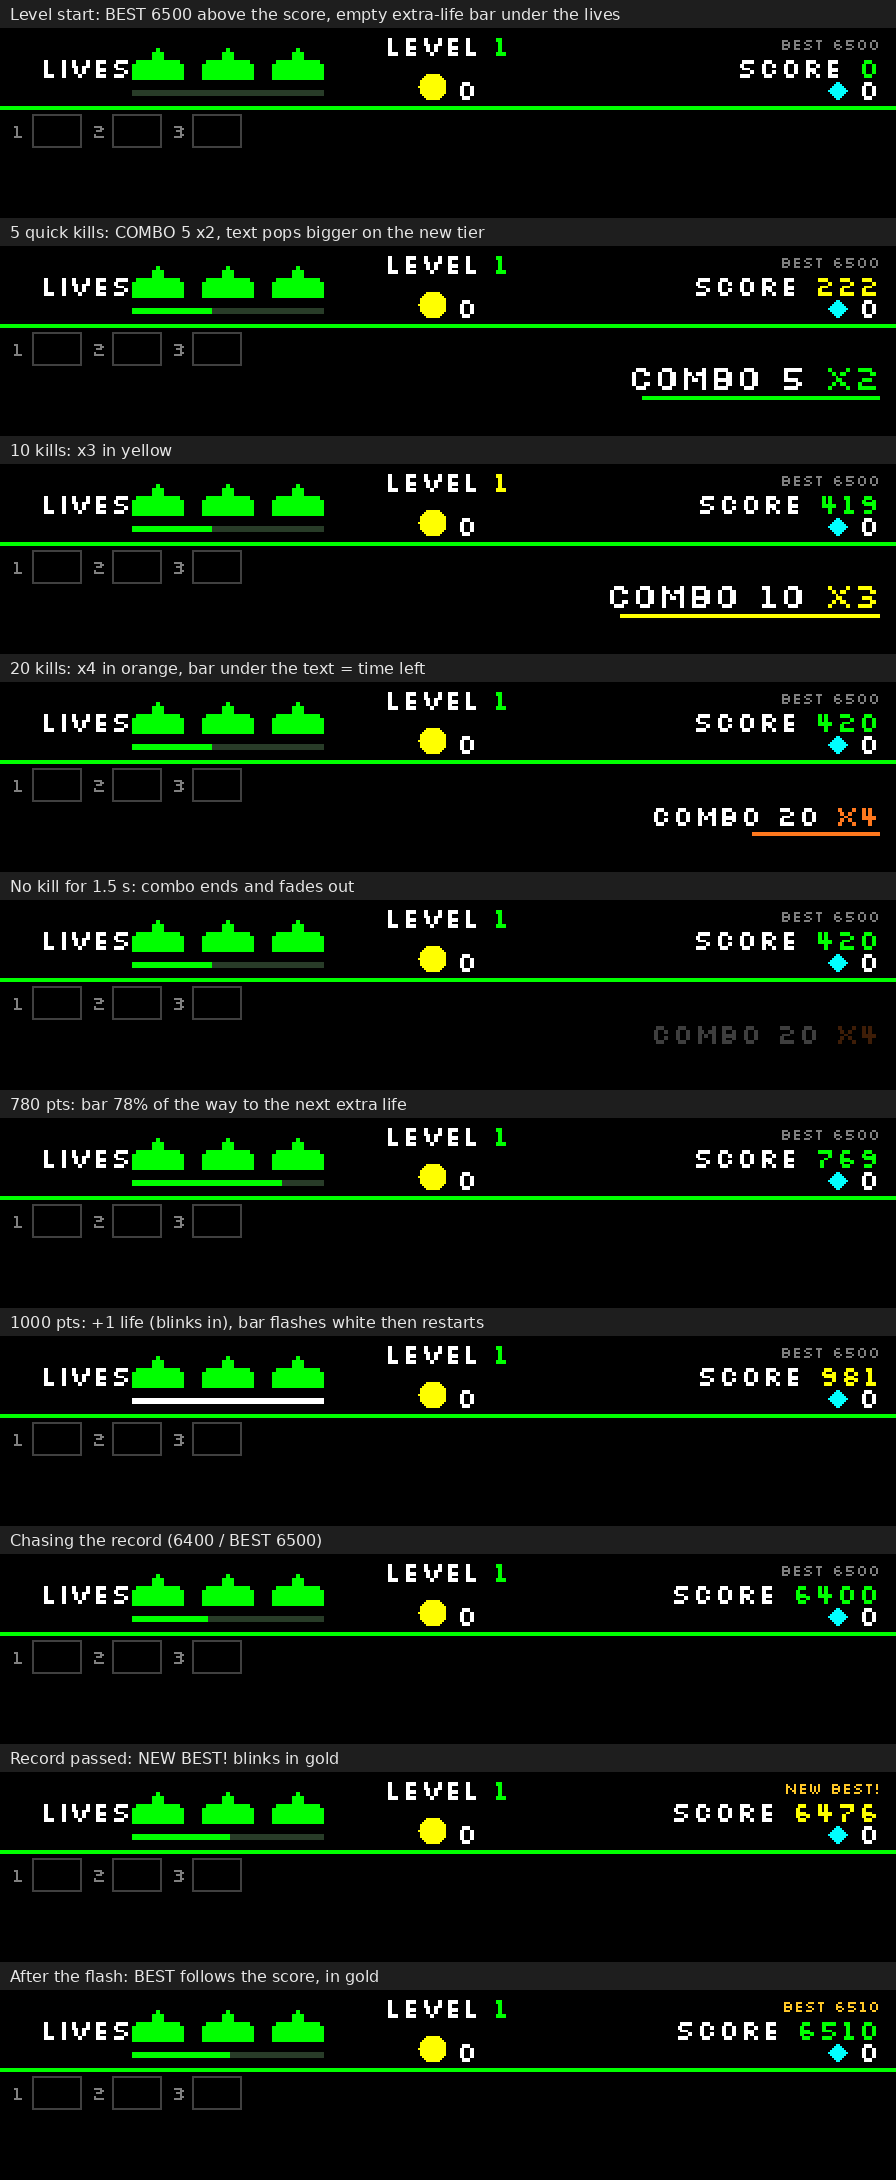 Level start: BEST 6500 above the score, empty extra-life bar under the lives
LIVES LEVEL 1 BEST 6500
SCORE 0
0 0
1 2 3
5 quick kills: COMBO 5 x2, text pops bigger on the new tier
LIVES LEVEL 1 BEST 6500
SCORE 222
0 0
1 2 3
COMBO 5 X2
10 kills: x3 in yellow
LIVES LEVEL 1 BEST 6500
SCORE 419
0 0
1 2 3
COMBO 10 X3
20 kills: x4 in orange, bar under the text = time left
LIVES LEVEL 1 BEST 6500
SCORE 420
0 0
1 2 3
COMBO 20 X4
No kill for 1.5 s: combo ends and fades out
LIVES LEVEL 1 BEST 6500
SCORE 420
0 0
1 2 3
COMBO 20 X4
780 pts: bar 78% of the way to the next extra life
LIVES LEVEL 1 BEST 6500
SCORE 769
0 0
1 2 3
1000 pts: +1 life (blinks in), bar flashes white then restarts
LIVES LEVEL 1 BEST 6500
SCORE 981
0 0
1 2 3
Chasing the record (6400 / BEST 6500)
LIVES LEVEL 1 BEST 6500
SCORE 6400
0 0
1 2 3
Record passed: NEW BEST! blinks in gold
LIVES LEVEL 1 NEW BEST!
SCORE 6476
0 0
1 2 3
After the flash: BEST follows the score, in gold
LIVES LEVEL 1 BEST 6510
SCORE 6510
0 0
1 2 3